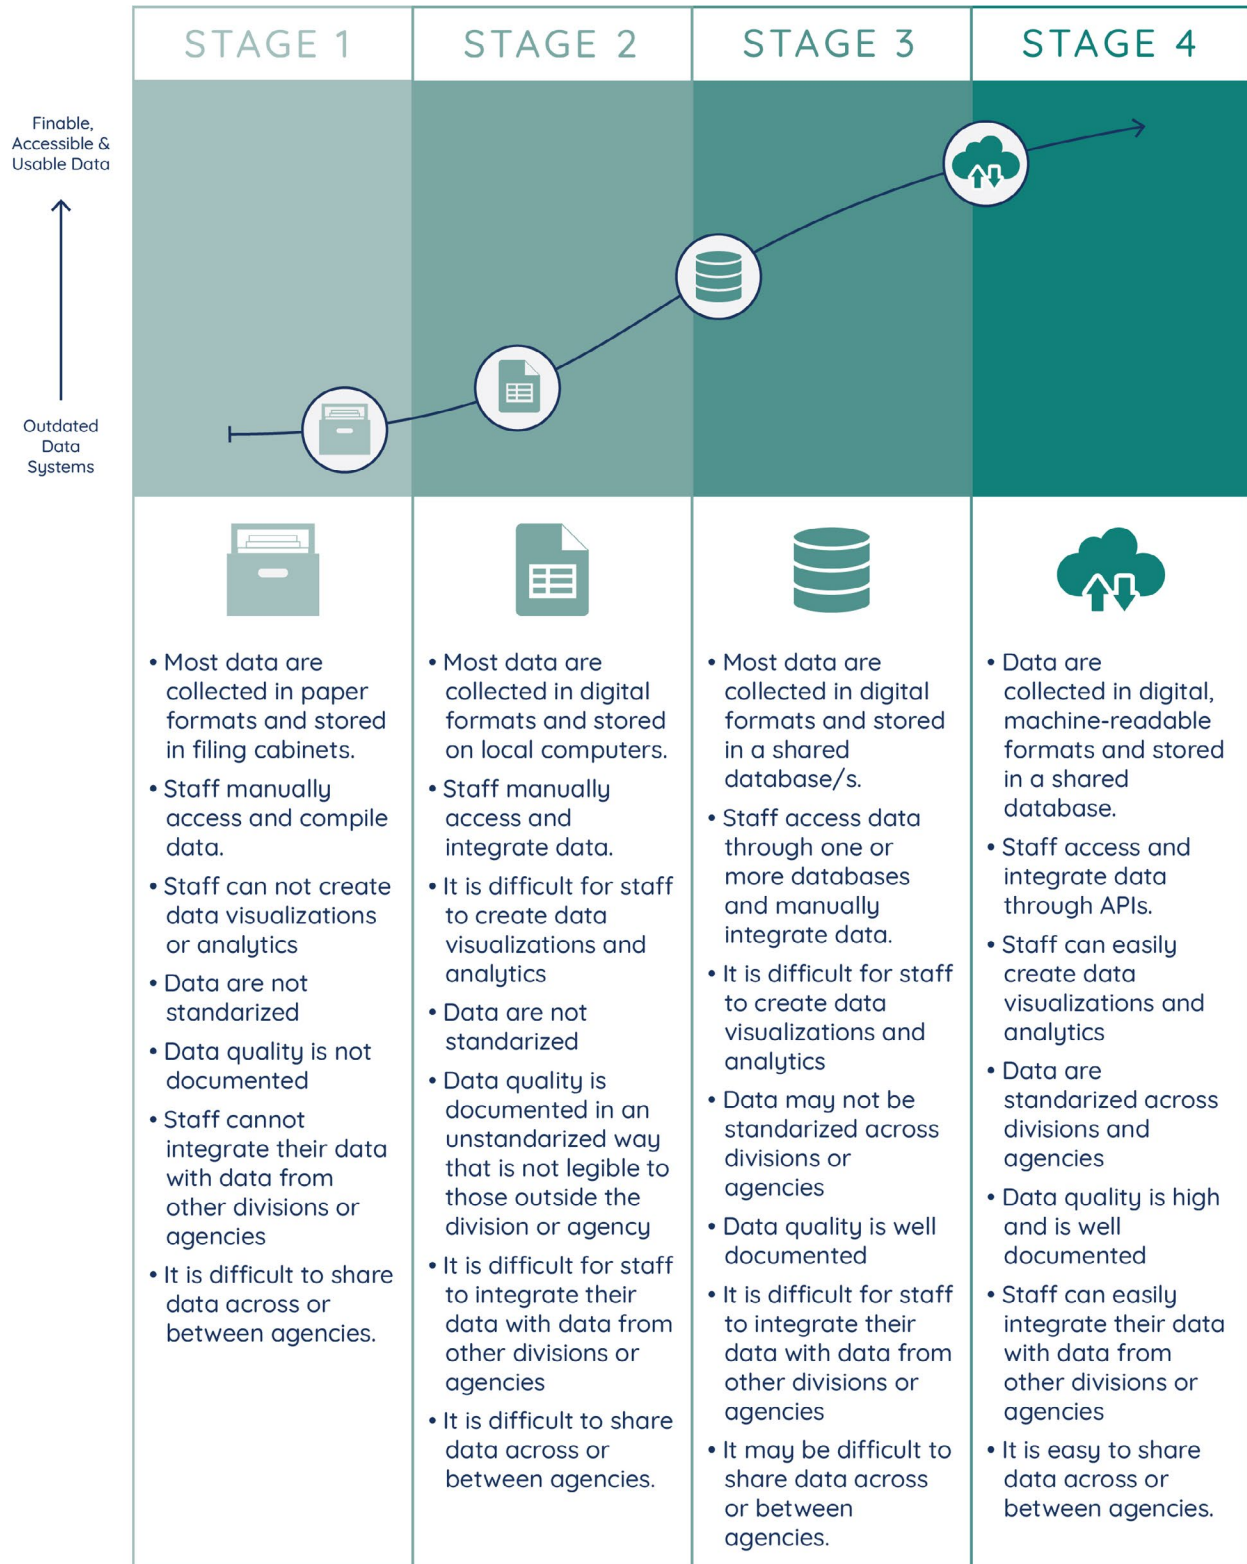 STAGE 1
STAGE 2
STAGE 3
STAGE 4
Finable,
Accessible &
Usable Data
Outdated
Data
Systems
• Most data are
collected in paper
formats and stored
in filing cabinets.
• Staff manually
access and compile
data.
• Staff can not create
data visualizations
or analytics
• Data are not
standarized
• Data quality is not
documented
• Staff cannot
integrate their data
with data from
other divisions or
agencies
• It is difficult to share
data across or
between agencies.
• Most data are
collected in digital
formats and stored
on local computers.
• Staff manually
access and
integrate data.
• It is difficult for staff
to create data
visualizations and
analytics
• Data are not
standarized
• Data quality is
documented in an
unstandarized way
that is not legible to
those outside the
division or agency
• It is difficult for staff
to integrate their
data with data from
other divisions or
agencies
• It is difficult to share
data across or
between agencies.
• Most data are
collected in digital
formats and stored
in a shared
database/s.
• Staff access data
through one or
more databases
and manually
integrate data.
• It is difficult for staff
to create data
visualizations and
analytics
• Data may not be
standarized across
divisions or
agencies
• Data quality is well
documented
• It is difficult for staff
to integrate their
data with data from
other divisions or
agencies
• It may be difficult to
share data across
or between
agencies.
• Data are
collected in digital,
machine-readable
formats and stored
in a shared
database.
• Staff access and
integrate data
through APIs.
• Staff can easily
create data
visualizations and
analytics
• Data are
standarized across
divisions and
agencies
• Data quality is high
and is well
documented
• Staff can easily
integrate their data
with data from
other divisions or
agencies
• It is easy to share
data across or
between agencies.